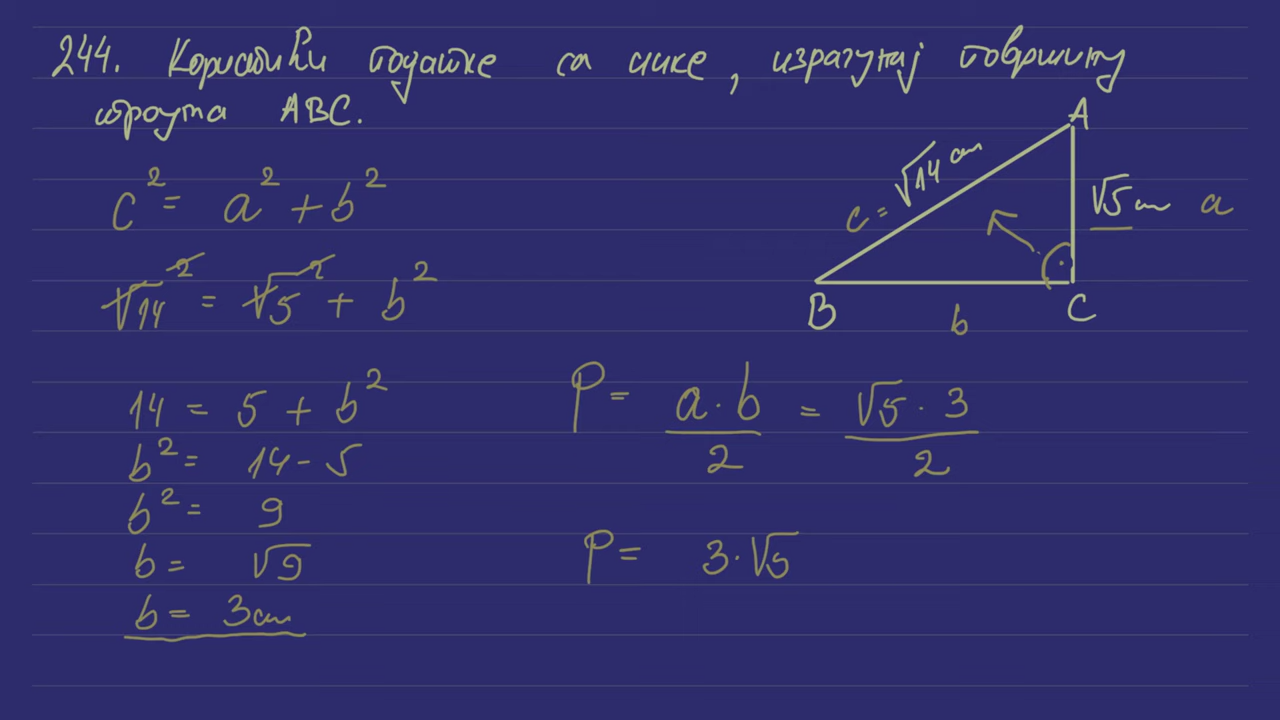 244. Користећи податке са слике, израчунај површину
троугла ABC.
A
c = √14 cm
√5 cm a
B
b
C
c² = a² + b²
√14² = √5² + b²
14 = 5 + b²
b² = 14 - 5
b² = 9
b = √9
b = 3cm
P = a · b / 2 = √5 · 3 / 2
P = 3 · √5